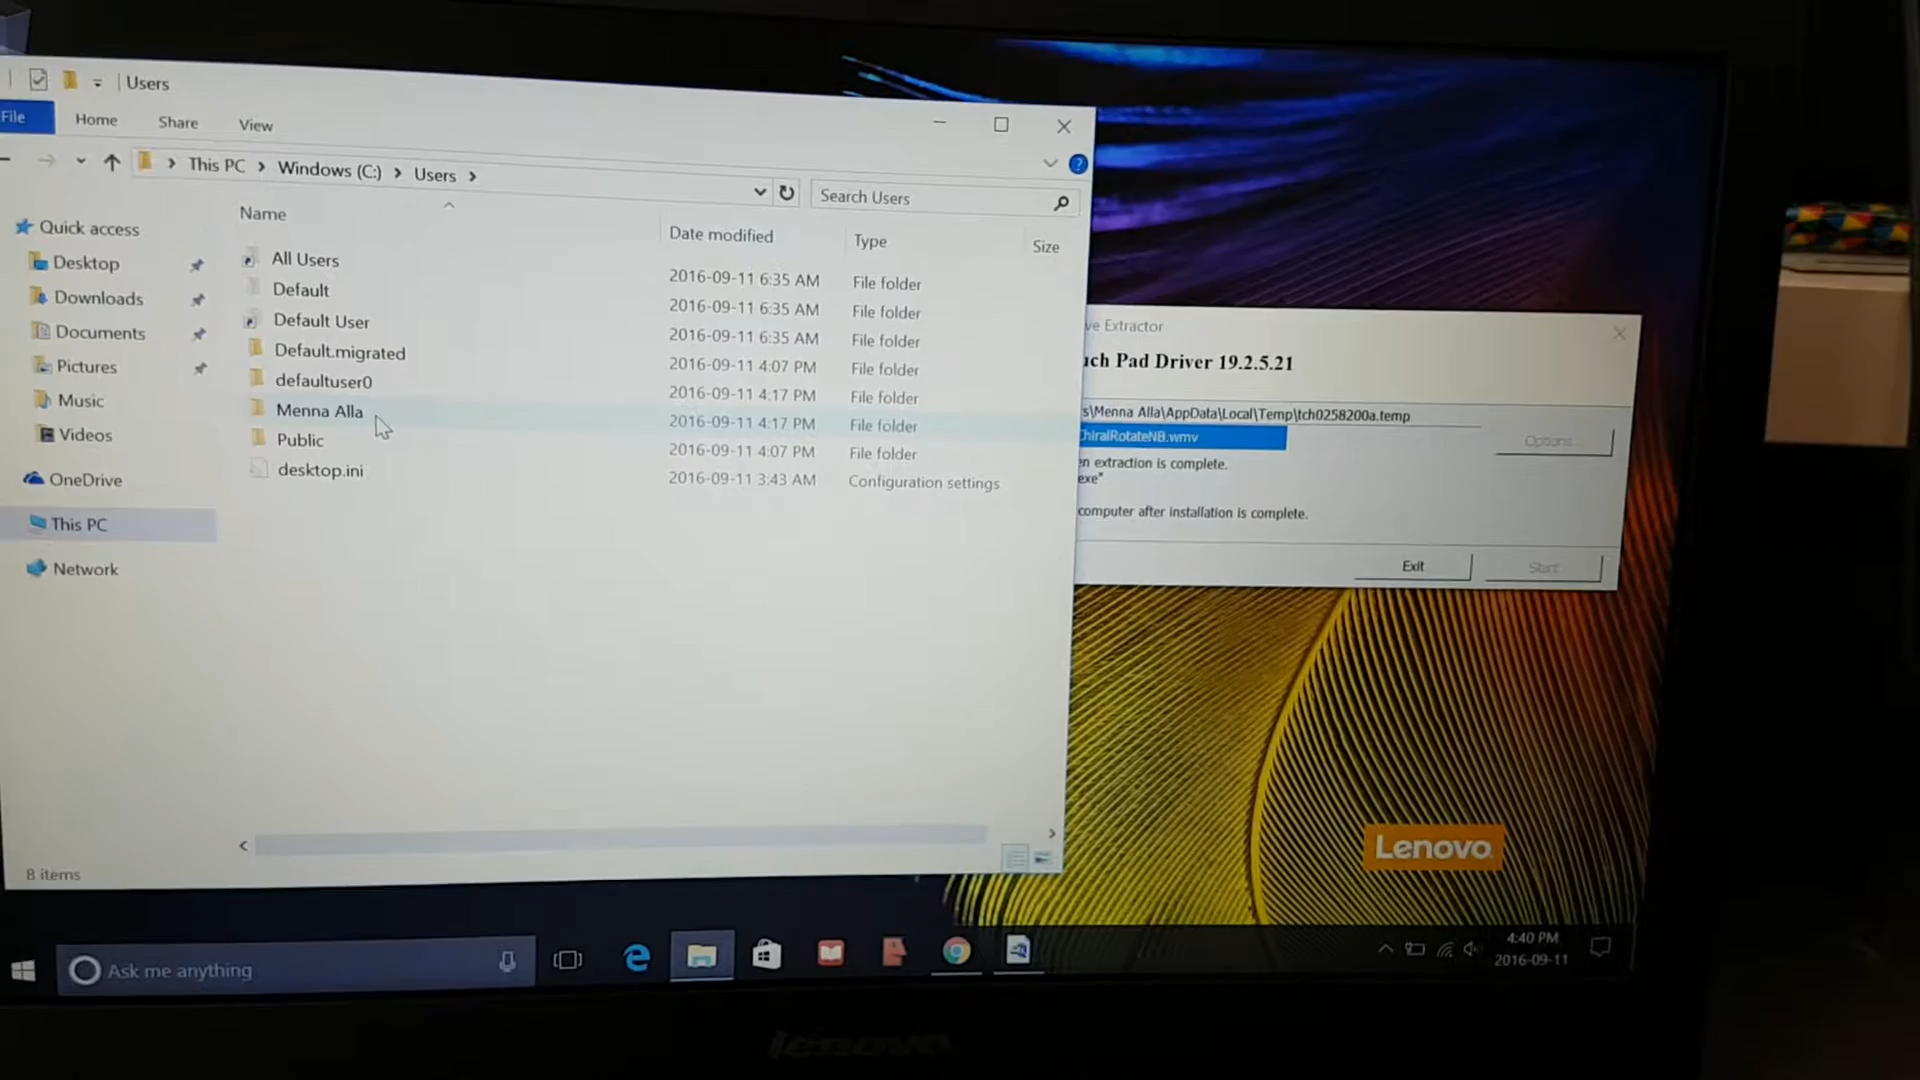 Users
File Home Share View
This PC Windows (C:) Users
Search Users
Name Date modified Type Size
Quick access
Desktop
Downloads
Documents
Pictures
Music
Videos
OneDrive
This PC
Network
All Users 2016-09-11 6:35 AM File folder
Default 2016-09-11 6:35 AM File folder
Default User 2016-09-11 6:35 AM File folder
Default.migrated 2016-09-11 4:07 PM File folder
defaultuser0 2016-09-11 4:17 PM File folder
Menna Alla 2016-09-11 4:17 PM File folder
Public 2016-09-11 4:07 PM File folder
desktop.ini 2016-09-11 3:43 AM Configuration settings
8 items
ve Extractor
uch Pad Driver 19.2.5.21
s\Menna Alla\AppData\Local\Temp\tch0258200a.temp
ChiralRotateNB.wmv
Options...
en extraction is complete.
exe"
computer after installation is complete.
Exit Start
Lenovo
Ask me anything
4:40 PM
2016-09-11
lenovo